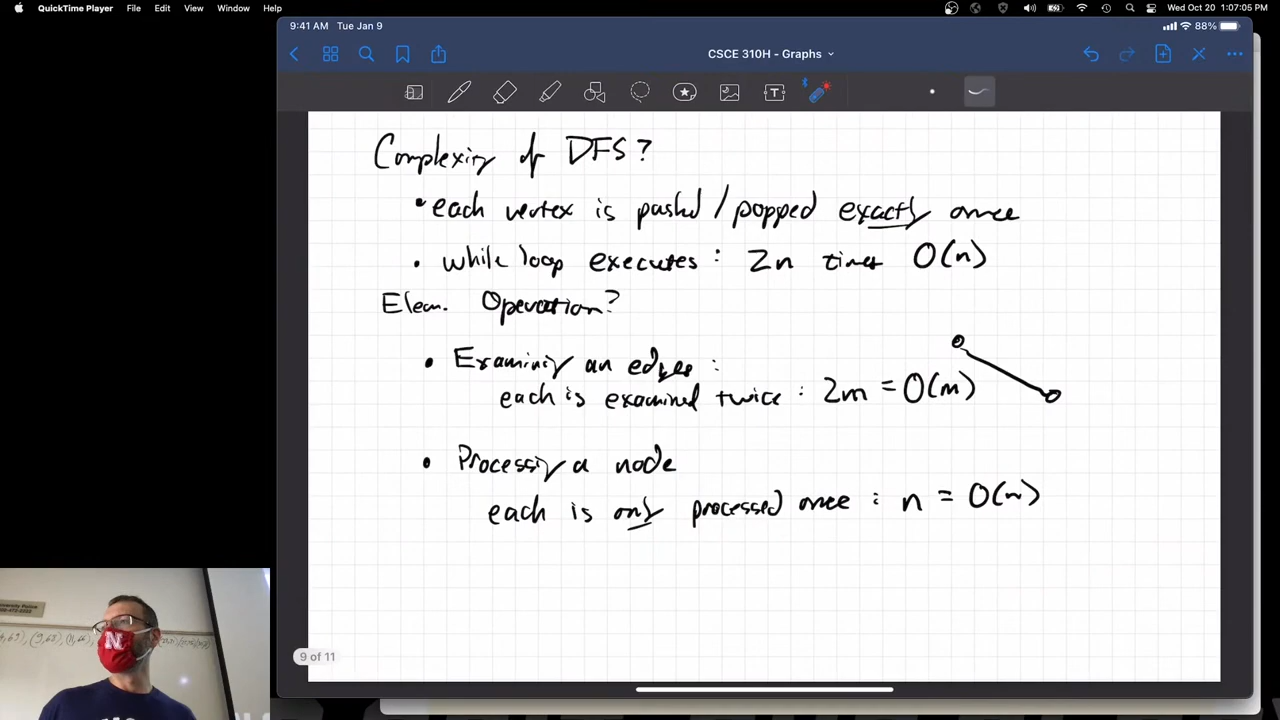 QuickTime Player File Edit View Window Help Wed Oct 20 1:07:05 PM
9:41 AM Tue Jan 9 88%
CSCE 310H - Graphs
Complexity of DFS?
• each vertex is pushd / popped exactly once
• while loop executes : 2n times O(n)
Elem. Operation?
• Examining an edges :
each is examined twice : 2m = O(m)
• Processing a node
each is only processed once : n = O(n)
9 of 11
N